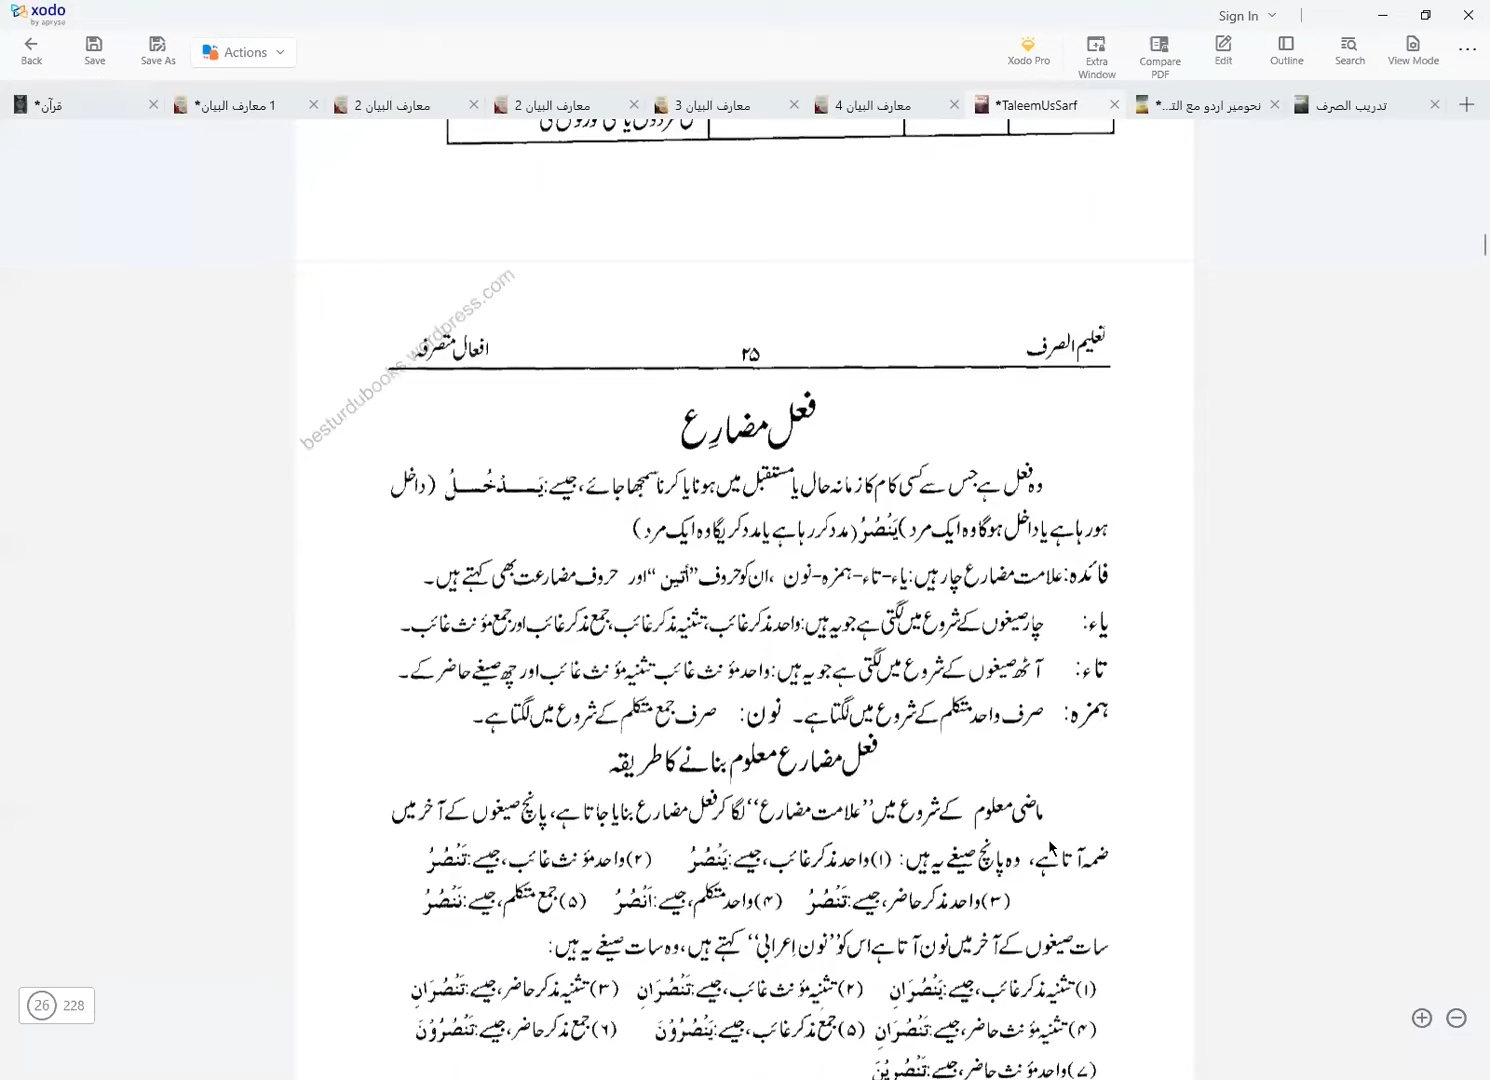 xodo
by apryse
Sign In
Back
Save
Save As
Actions
Xodo Pro
Extra Window
Compare PDF
Edit
Outline
Search
View Mode
قرآن*
1 معارف البیان*
معارف البیان 2
معارف البیان 2
معارف البیان 3
معارف البیان 4
*TaleemUsSarf
نحومیر اردو مع الت...*
تدریب الصرف
besturdubooks.wordpress.com
تعلیم الصرف ۲۵ افعال متصرفہ
فعل مضارِع
وہ فعل ہے جس سے کسی کام کا زمانہ حال یا مستقبل میں ہونا یا کرنا سمجھا جائے، جیسے: يَـــدْخُـــلُ (داخل
ہورہا ہے یا داخل ہوگا وہ ایک مرد) يَنْصُرُ (مدد کررہا ہے یا مدد کریگا وہ ایک مرد)
فائدہ: علامت مضارع چار ہیں: یاء-تاء-ہمزہ-نون ، ان کو حروف ”أتین“ اور حروف مضارعت بھی کہتے ہیں۔
یاء: چار صیغوں کے شروع میں لگتی ہے جو یہ ہیں: واحد مذکر غائب، تثنیہ مذکر غائب، جمع مذکر غائب اور جمع مؤنث غائب۔
تاء: آٹھ صیغوں کے شروع میں لگتی ہے جو یہ ہیں: واحد مؤنث غائب تثنیہ مؤنث غائب اور چھ صیغے حاضر کے۔
ہمزہ: صرف واحد متکلم کے شروع میں لگتا ہے۔ نون: صرف جمع متکلم کے شروع میں لگتا ہے۔
فعل مضارع معلوم بنانے کا طریقہ
ماضی معلوم کے شروع میں ’’علامت مضارع‘‘ لگا کر فعل مضارع بنایا جاتا ہے، پانچ صیغوں کے آخر میں
ضمہ آتا ہے، وہ پانچ صیغے یہ ہیں: (۱) واحد مذکر غائب، جیسے: يَنْصُرُ (۲) واحد مؤنث غائب، جیسے: تَنْصُرُ
(۳) واحد مذکر حاضر، جیسے: تَنْصُرُ (۴) واحد متکلم، جیسے: اَنْصُرُ (۵) جمع متکلم، جیسے: نَنْصُرُ
سات صیغوں کے آخر میں نون آتا ہے اس کو ’’نون اِعرابی‘‘ کہتے ہیں، وہ سات صیغے یہ ہیں:
(۱) تثنیہ مذکر غائب، جیسے: يَنْصُرَانِ (۲) تثنیہ مؤنث غائب، جیسے: تَنْصُرَانِ (۳) تثنیہ مذکر حاضر، جیسے: تَنْصُرَانِ
(۴) تثنیہ مؤنث حاضر، جیسے: تَنْصُرَانِ (۵) جمع مذکر غائب، جیسے: يَنْصُرُوْنَ (۶) جمع مذکر حاضر، جیسے: تَنْصُرُوْنَ
(۷) واحد مؤنث حاضر، جیسے: تَنْصُرِيْنَ
26 228